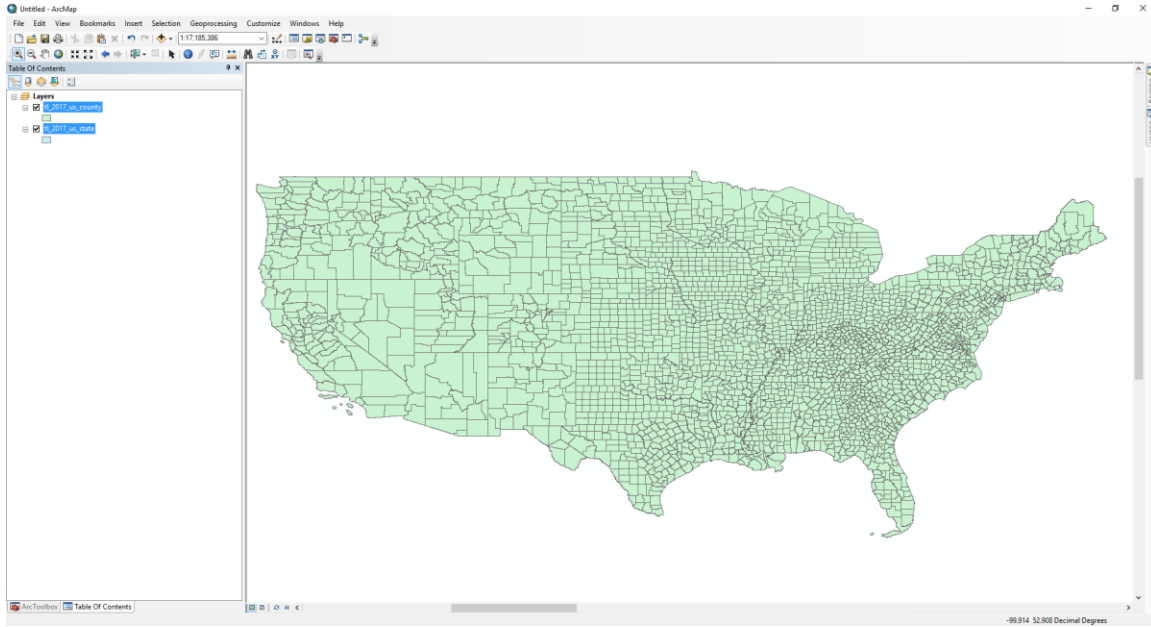 Untitled - ArcMap
File Edit View Bookmarks Insert Selection Geoprocessing Customize Windows Help
1:17,185,386
Table Of Contents
Layers
tl_2017_us_county
tl_2017_us_state
ArcToolbox Table Of Contents
-99.914 52.908 Decimal Degrees